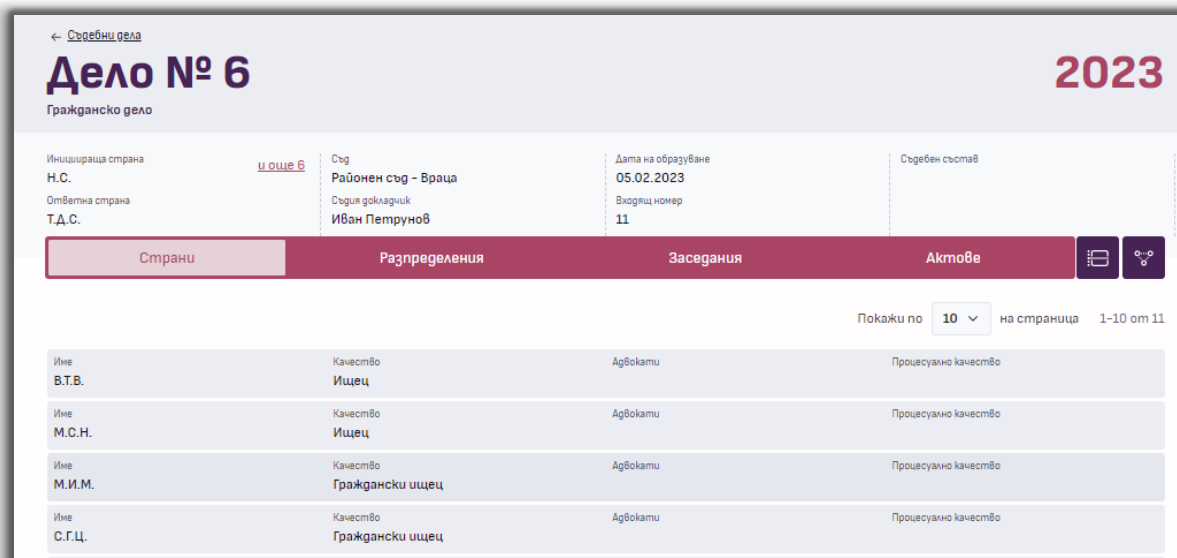 ← Съдебни дела
Дело № 6
2023
Гражданско дело
Иницираща страна
и още 6
Н.С.
Ответна страна
Т.Д.С.
Съд
Районен съд - Враца
Съдия докладчик
Иван Петрунов
Дата на образуване
05.02.2023
Входящ номер
11
Съдебен състав
Страни
Разпределения
Заседания
Актове
Покажи по 10 на страница 1-10 от 11
Име Качество Адвокати Процесуално качество
В.Т.В. Ищец
Име Качество Адвокати Процесуално качество
М.С.Н. Ищец
Име Качество Адвокати Процесуално качество
М.И.М. Граждански ищец
Име Качество Адвокати Процесуално качество
С.Г.Ц. Граждански ищец